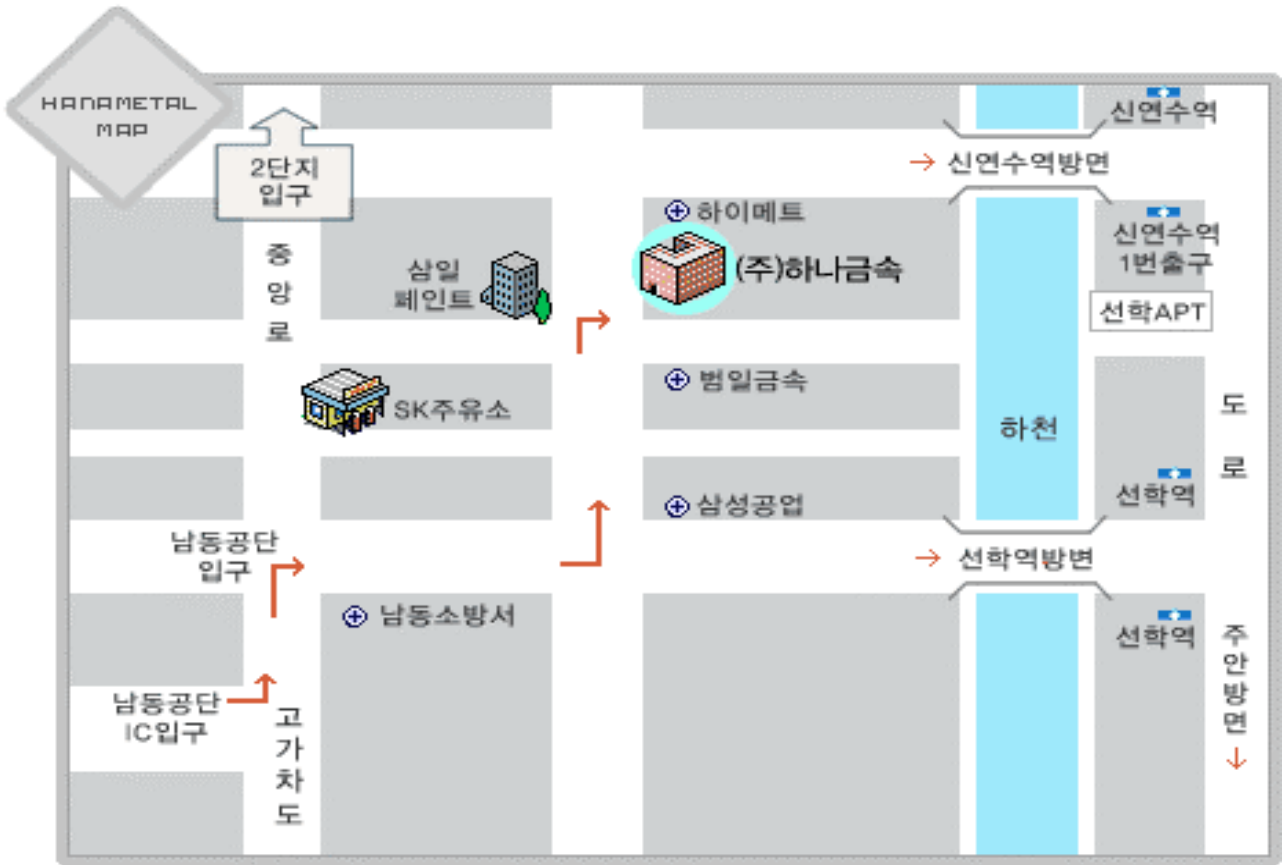 HANAMETAL
MAP
2단지
입구
신연수역
신연수역방면
하이메트
(주)하나금속
신연수역
1번출구
선학APT
중앙로
삼일
페인트
SK주유소
범일금속
하천
도로
삼성공업
선학역
남동공단
입구
선학역방변
남동소방서
선학역
주안방면
남동공단
IC입구
고가차도